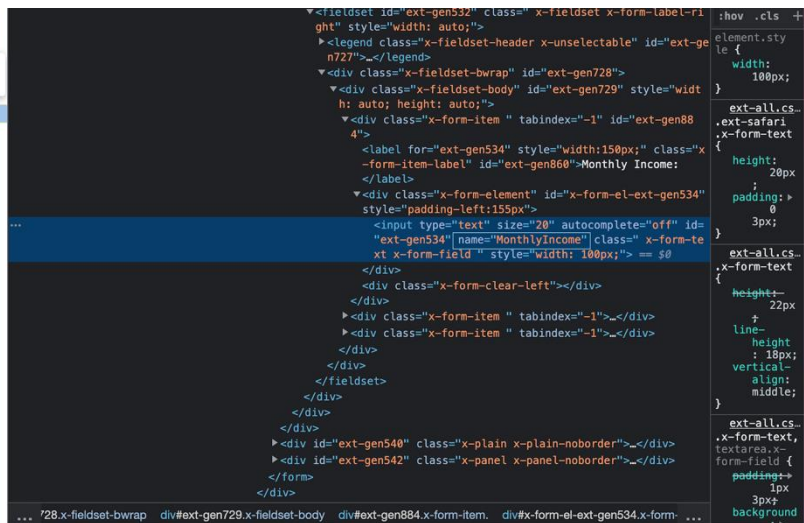 ▼<fieldset id="ext-gen532" class=" x-fieldset x-form-label-ri
ght" style="width: auto;">
▶<legend class="x-fieldset-header x-unselectable" id="ext-ge
n727">…</legend>
▼<div class="x-fieldset-bwrap" id="ext-gen728">
▼<div class="x-fieldset-body" id="ext-gen729" style="widt
h: auto; height: auto;">
▼<div class="x-form-item " tabindex="-1" id="ext-gen88
4">
<label for="ext-gen534" style="width:150px;" class="x
-form-item-label" id="ext-gen860">Monthly Income:
</label>
▼<div class="x-form-element" id="x-form-el-ext-gen534"
style="padding-left:155px">
... <input type="text" size="20" autocomplete="off" id=
"ext-gen534" name="MonthlyIncome" class=" x-form-te
xt x-form-field " style="width: 100px;"> == $0
</div>
<div class="x-form-clear-left"></div>
</div>
▶<div class="x-form-item " tabindex="-1">…</div>
▶<div class="x-form-item " tabindex="-1">…</div>
</div>
</div>
</fieldset>
</div>
</div>
</div>
▶<div id="ext-gen540" class="x-plain x-plain-noborder">…</div>
▶<div id="ext-gen542" class="x-panel x-panel-noborder">…</div>
</form>
</div>
... '28.x-fieldset-bwrap div#ext-gen729.x-fieldset-body div#ext-gen884.x-form-item. div#x-form-el-ext-gen534.x-form- ...
:hov .cls +
element.sty
le {
width:
100px;
}
ext-all.cs…
.ext-safari
.x-form-text
{
height:
20px
;
padding:▶
0
3px;
}
ext-all.cs…
.x-form-text
{
height:
22px
;
line-
height
: 18px;
vertical-
align:
middle;
}
ext-all.cs…
.x-form-text,
textarea.x-
form-field {
padding:▶
1px
3px;
background